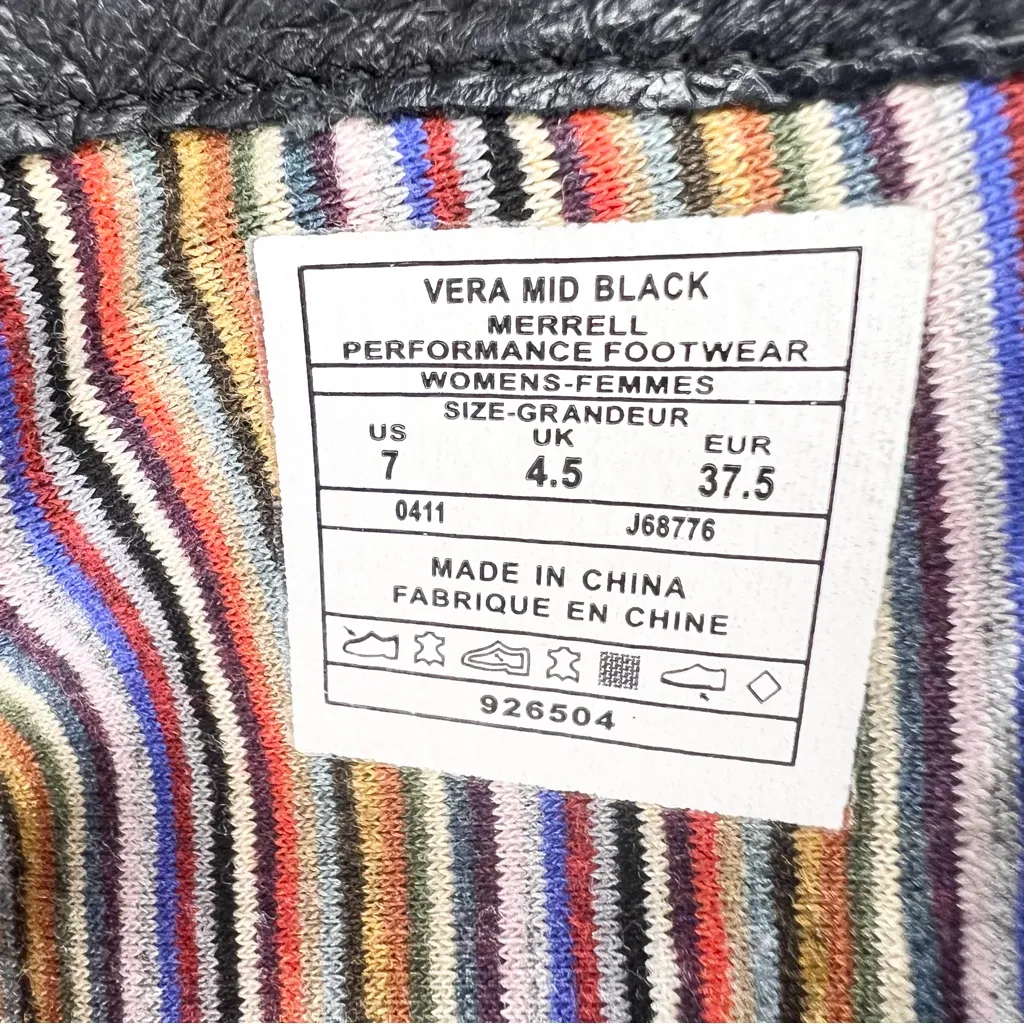 VERA MID BLACK
MERRELL
PERFORMANCE FOOTWEAR
WOMENS-FEMMES
SIZE-GRANDEUR
US UK EUR
7 4.5 37.5
0411 J68776
MADE IN CHINA
FABRIQUE EN CHINE
926504